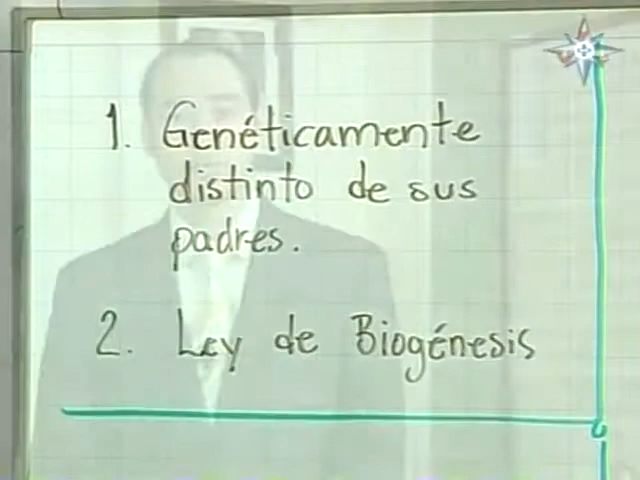 1. Genéticamente
distinto de sus
padres.
2. Ley de Biogénesis